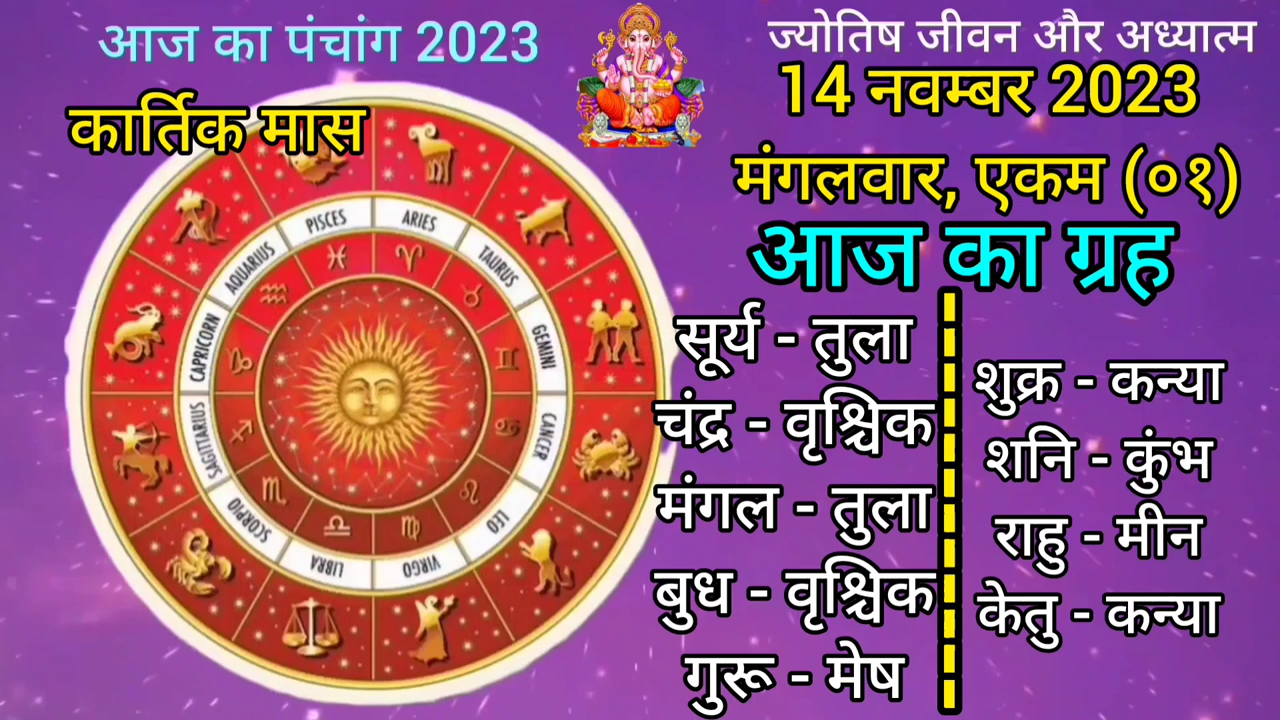 आज का पंचांग 2023
कार्तिक मास
ज्योतिष जीवन और अध्यात्म
14 नवम्बर 2023
मंगलवार, एकम (०१)
आज का ग्रह
सूर्य - तुला
चंद्र - वृश्चिक
मंगल - तुला
बुध - वृश्चिक
गुरू - मेष
शुक्र - कन्या
शनि - कुंभ
राहु - मीन
केतु - कन्या
ARIES
TAURUS
GEMINI
CANCER
LEO
VIRGO
LIBRA
SCORPIO
SAGITTARIUS
CAPRICORN
AQUARIUS
PISCES